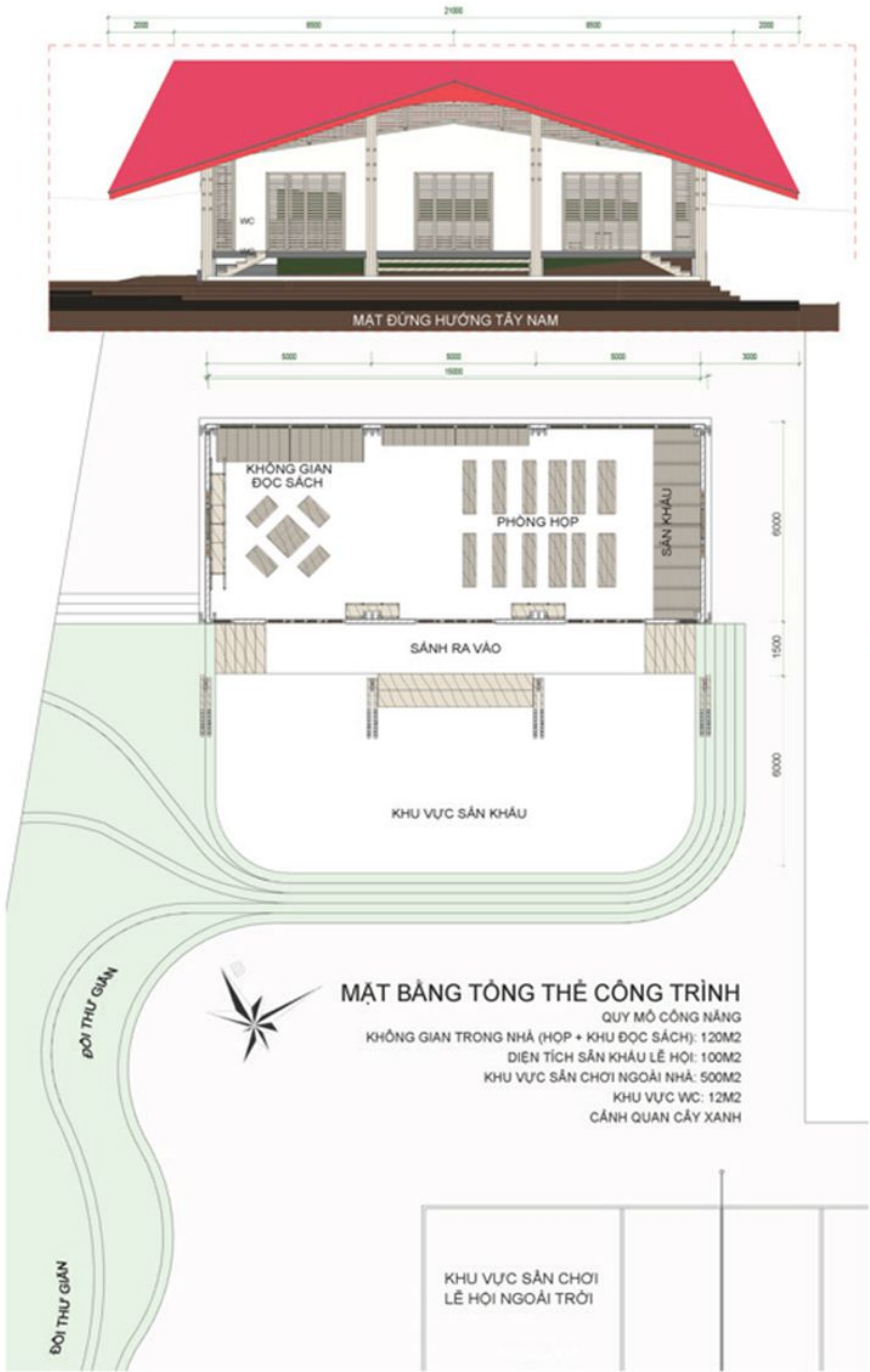 21000
2000
8500
8500
2000
WC
WC
MẶT ĐỨNG HƯỚNG TÂY NAM
5000
5000
5000
3000
15000
KHÔNG GIAN
ĐỌC SÁCH
PHÒNG HỌP
SÂN KHẤU
6000
SẢNH RA VÀO
1500
6000
KHU VỰC SÂN KHẤU
ĐỒI THƯ GIÃN
MẶT BẰNG TỔNG THỂ CÔNG TRÌNH
QUY MÔ CÔNG NĂNG
KHÔNG GIAN TRONG NHÀ (HỌP + KHU ĐỌC SÁCH): 120M2
DIỆN TÍCH SÂN KHẤU LỄ HỘI: 100M2
KHU VỰC SÂN CHƠI NGOÀI NHÀ: 500M2
KHU VỰC WC: 12M2
CẢNH QUAN CÂY XANH
ĐỒI THƯ GIÃN
KHU VỰC SÂN CHƠI
LỄ HỘI NGOÀI TRỜI